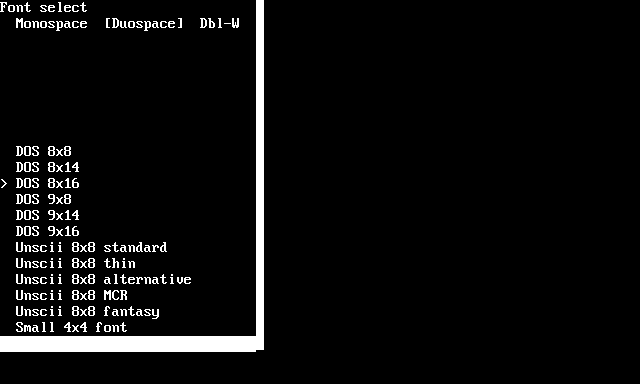 Font select
Monospace [Duospace] Dbl-W
DOS 8x8
DOS 8x14
> DOS 8x16
DOS 9x8
DOS 9x14
DOS 9x16
Unscii 8x8 standard
Unscii 8x8 thin
Unscii 8x8 alternative
Unscii 8x8 MCR
Unscii 8x8 fantasy
Small 4x4 font